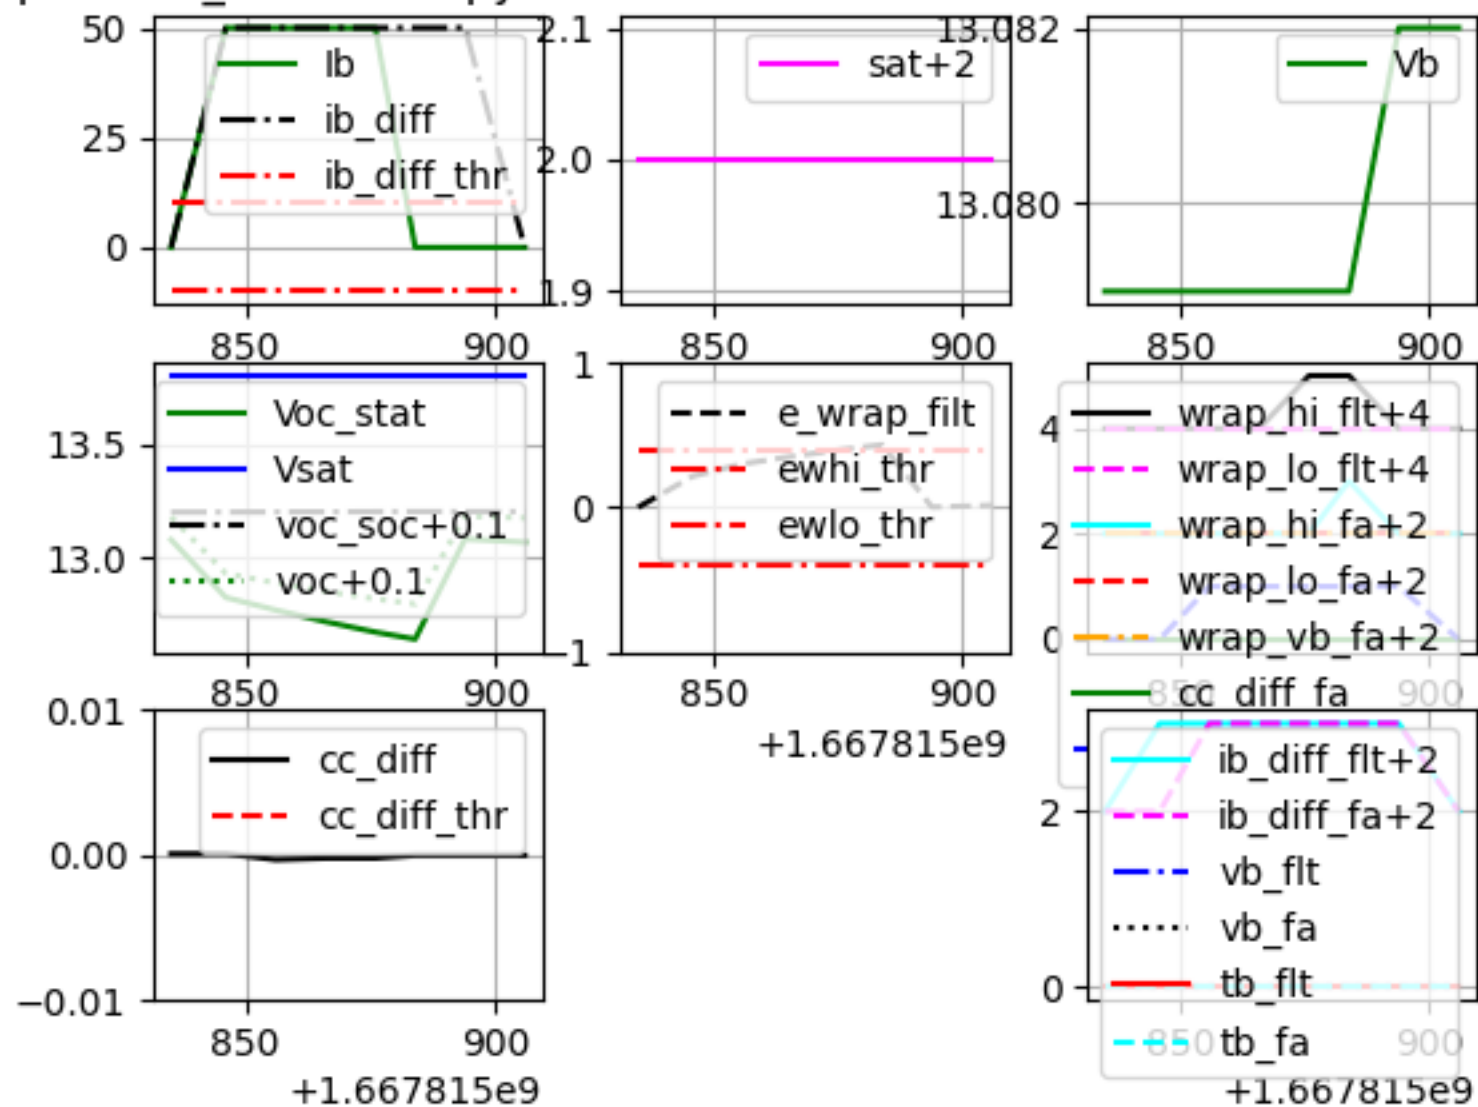 50
25
0
Ib
ib_diff
ib_diff_thr
850
900
2.1
2.0
1.9
sat+2
850
900
13.082
13.080
Vb
850
900
13.5
13.0
Voc_stat
Vsat
voc_soc+0.1
voc+0.1
850
900
1
0
−1
e_wrap_filt
ewhi_thr
ewlo_thr
850
900
+1.667815e9
4
2
0
wrap_hi_flt+4
wrap_lo_flt+4
wrap_hi_fa+2
wrap_lo_fa+2
wrap_vb_fa+2
cc_diff_fa
850
900
0.01
0.00
−0.01
cc_diff
cc_diff_thr
850
900
+1.667815e9
2
0
ib_diff_flt+2
ib_diff_fa+2
vb_flt
vb_fa
tb_flt
tb_fa
850
900
+1.667815e9